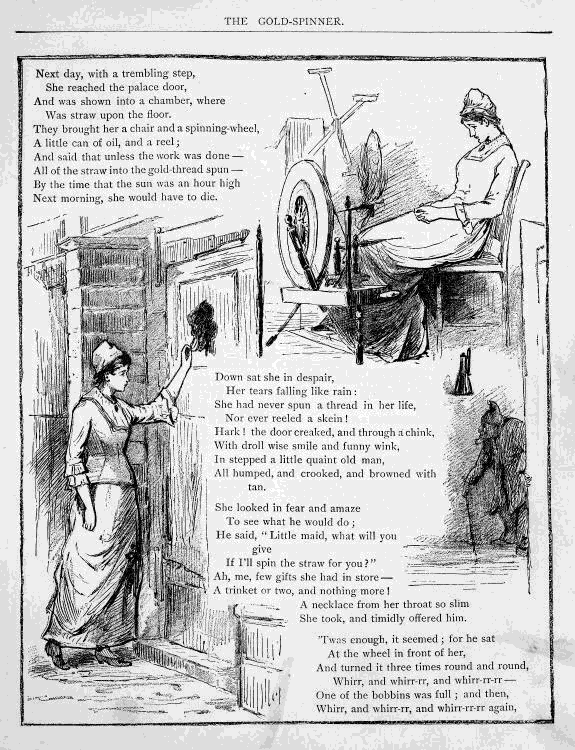 THE GOLD-SPINNER.
Next day, with a trembling step,
She reached the palace door,
And was shown into a chamber, where
Was straw upon the floor.
They brought her a chair and a spinning-wheel,
A little can of oil, and a reel;
And said that unless the work was done—
All of the straw into the gold-thread spun—
By the time that the sun was an hour high
Next morning, she would have to die.
Down sat she in despair,
Her tears falling like rain:
She had never spun a thread in her life,
Nor ever reeled a skein!
Hark! the door creaked, and through a chink,
With droll wise smile and funny wink,
In stepped a little quaint old man,
All humped, and crooked, and browned with
tan.
She looked in fear and amaze
To see what he would do;
He said, "Little maid, what will you
give
If I'll spin the straw for you?"
Ah, me, few gifts she had in store—
A trinket or two, and nothing more!
A necklace from her throat so slim
She took, and timidly offered him.
'Twas enough, it seemed; for he sat
At the wheel in front of her,
And turned it three times round and round,
Whirr, and whirr-rr, and whirr-rr-rr—
One of the bobbins was full; and then,
Whirr, and whirr-rr, and whirr-rr-rr again,